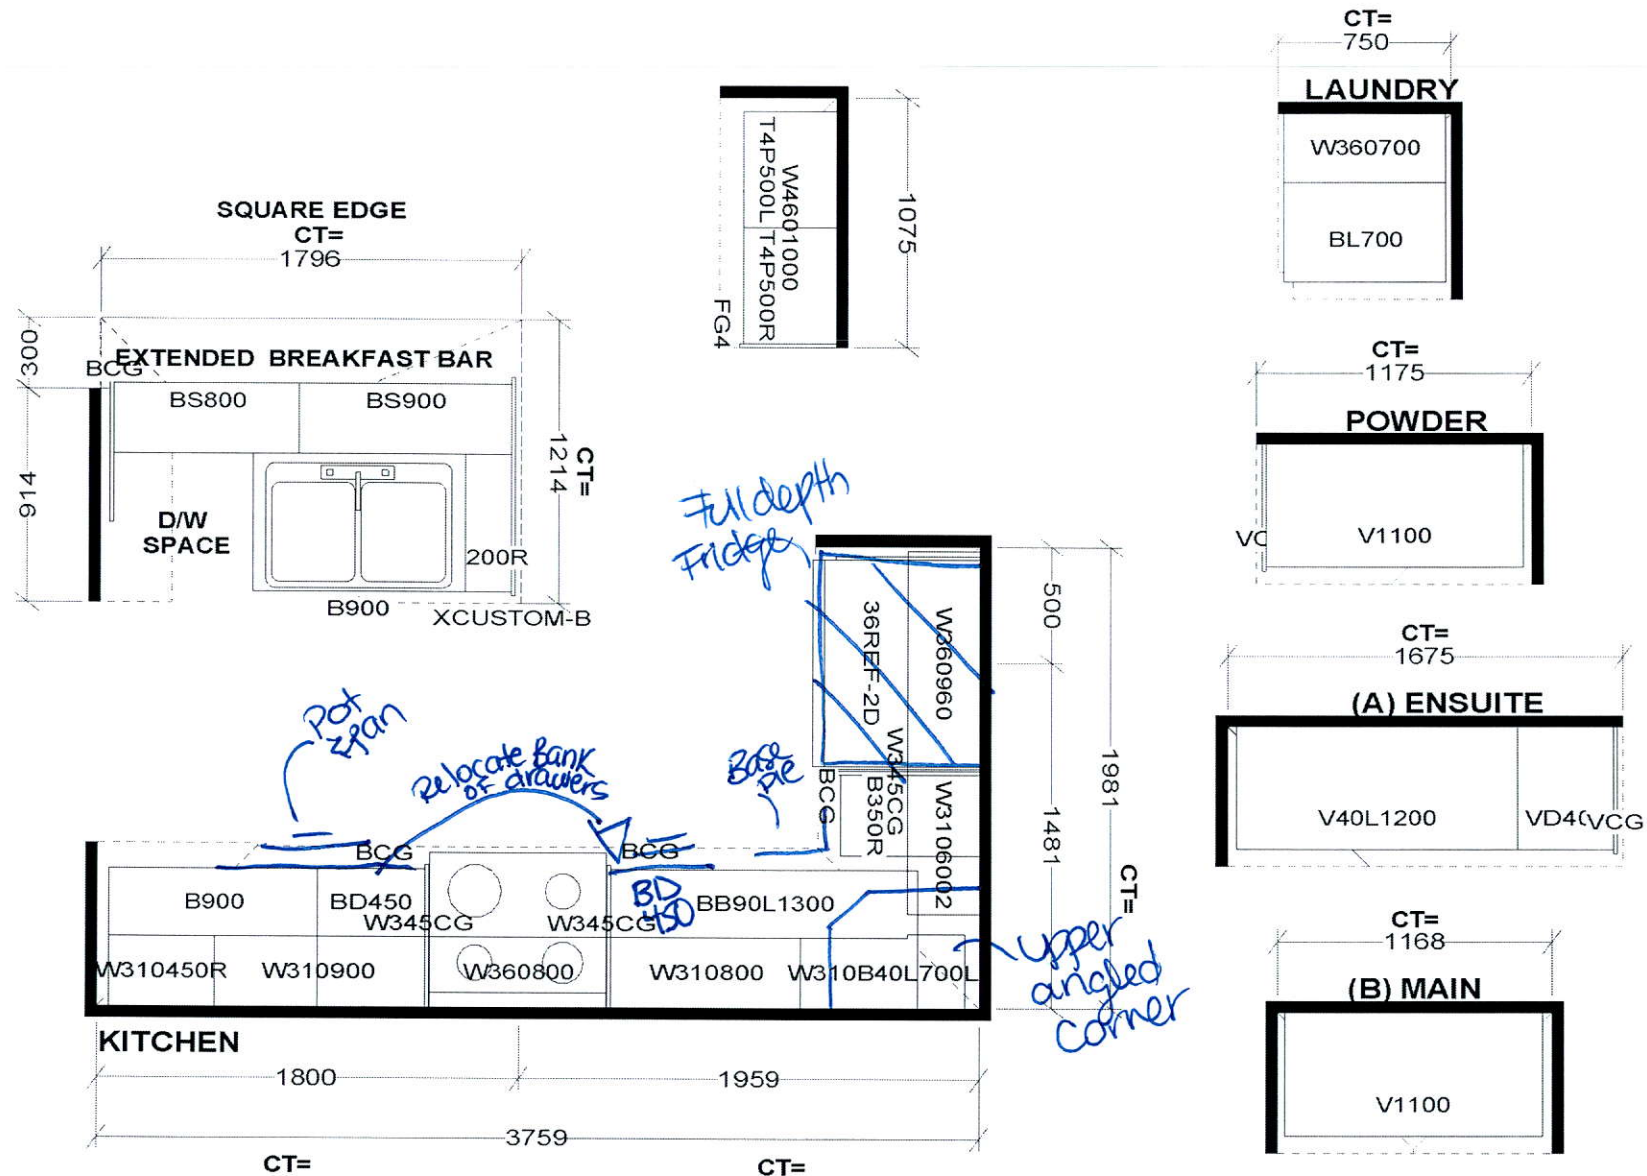 CT=
750
LAUNDRY
W360700
BL700
T4P500L T4P500R
W4601000
FG4
1075
SQUARE EDGE
CT=
1796
300
914
BCG
EXTENDED BREAKFAST BAR
BS800
BS900
D/W
SPACE
200R
B900
XCUSTOM-B
1214
CT=
CT=
1175
POWDER
V1100
Full depth
Fridge
36REF-2D
W360960
500
1981
1481
CT=
W345CG
B350R
BCG
W3106002
CT=
1675
(A) ENSUITE
V40L1200
VCG
Pot
& pan
Relocate Bank
of drawers
Base
pie
BCG
BCG
B900
BD450
W345CG
W345CG
BD
450
BB90L1300
W310450R
W310900
W360800
W310800
W310B40L700L
upper
angled
corner
KITCHEN
1800
1959
3759
CT=
CT=
CT=
1168
(B) MAIN
V1100